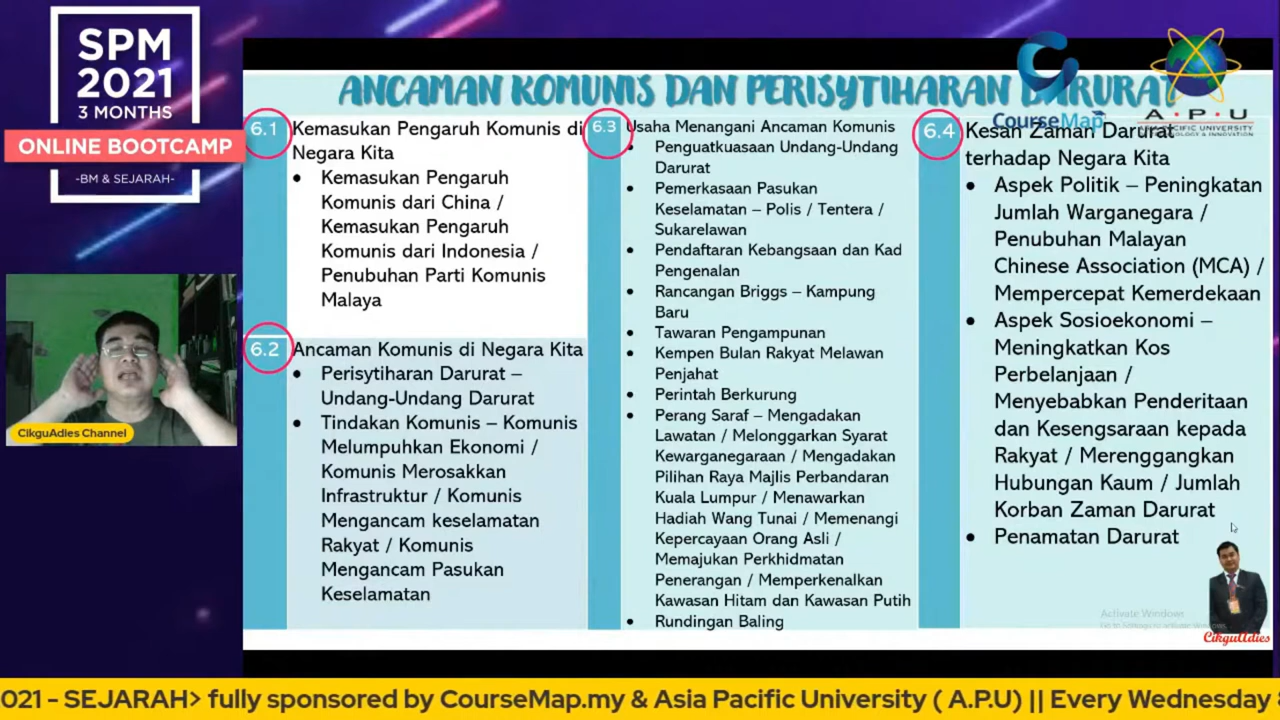 SPM
2021
3 MONTHS
ONLINE BOOTCAMP
-BM & SEJARAH-
CikguAdies Channel
ANCAMAN KOMUNIS DAN PERISYTIHARAN DARURAT
CourseMap
A·P·U
6.1
Kemasukan Pengaruh Komunis di
Negara Kita
• Kemasukan Pengaruh
Komunis dari China /
Kemasukan Pengaruh
Komunis dari Indonesia /
Penubuhan Parti Komunis
Malaya
6.2
Ancaman Komunis di Negara Kita
• Perisytiharan Darurat –
Undang-Undang Darurat
• Tindakan Komunis – Komunis
Melumpuhkan Ekonomi /
Komunis Merosakkan
Infrastruktur / Komunis
Mengancam keselamatan
Rakyat / Komunis
Mengancam Pasukan
Keselamatan
6.3
Usaha Menangani Ancaman Komunis
• Penguatkuasaan Undang-Undang
Darurat
• Pemerkasaan Pasukan
Keselamatan – Polis / Tentera /
Sukarelawan
• Pendaftaran Kebangsaan dan Kad
Pengenalan
• Rancangan Briggs – Kampung
Baru
• Tawaran Pengampunan
• Kempen Bulan Rakyat Melawan
Penjahat
• Perintah Berkurung
• Perang Saraf – Mengadakan
Lawatan / Melonggarkan Syarat
Kewarganegaraan / Mengadakan
Pilihan Raya Majlis Perbandaran
Kuala Lumpur / Menawarkan
Hadiah Wang Tunai / Memenangi
Kepercayaan Orang Asli /
Memajukan Perkhidmatan
Penerangan / Memperkenalkan
Kawasan Hitam dan Kawasan Putih
• Rundingan Baling
6.4
Kesan Zaman Darurat
terhadap Negara Kita
• Aspek Politik – Peningkatan
Jumlah Warganegara /
Penubuhan Malayan
Chinese Association (MCA) /
Mempercepat Kemerdekaan
• Aspek Sosioekonomi –
Meningkatkan Kos
Perbelanjaan /
Menyebabkan Penderitaan
dan Kesengsaraan kepada
Rakyat / Merenggangkan
Hubungan Kaum / Jumlah
Korban Zaman Darurat
• Penamatan Darurat
Activate Windows
CikguAdies
2021 - SEJARAH> fully sponsored by CourseMap.my & Asia Pacific University ( A.P.U) || Every Wednesday